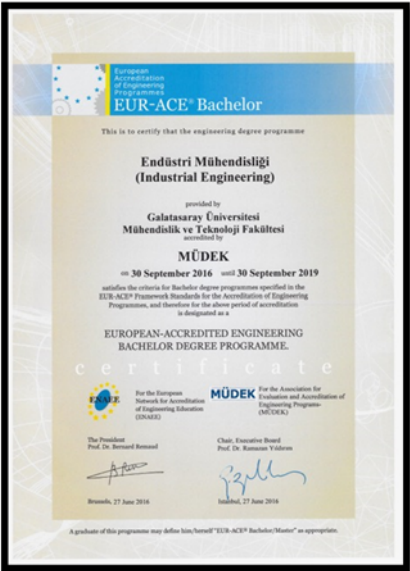 European
Accreditation
of Engineering
Programmes
EUR-ACE® Bachelor
This is to certify that the engineering degree programme
Endüstri Mühendisliği
(Industrial Engineering)
provided by
Galatasaray Üniversitesi
Mühendislik ve Teknoloji Fakültesi
accredited by
MÜDEK
on 30 September 2016 until 30 September 2019
satisfies the criteria for Bachelor degree programmes specified in the
EUR-ACE® Framework Standards for the Accreditation of Engineering
Programmes, and therefore for the above period of accreditation
is designated as a
EUROPEAN-ACCREDITED ENGINEERING
BACHELOR DEGREE PROGRAMME.
certificate
ENAEE
For the European
Network for Accreditation
of Engineering Education
(ENAEE)
MÜDEK
For the Association for
Evaluation and Accreditation of
Engineering Programs-
(MÜDEK)
The President
Prof. Dr. Bernard Remaud
Chair, Executive Board
Prof. Dr. Ramazan Yıldırım
Brussels, 27 June 2016
Istanbul, 27 June 2016
A graduate of this programme may define him/herself "EUR-ACE® Bachelor/Master" as appropriate.